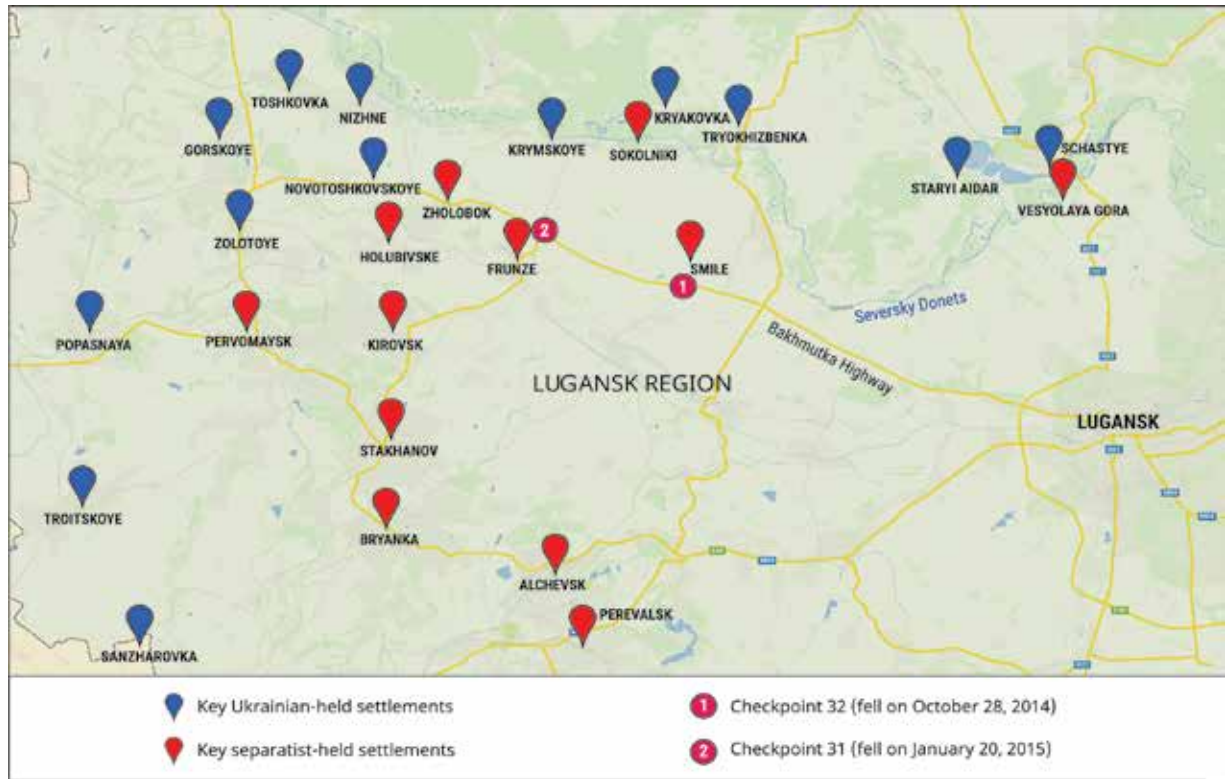 TOSHKOVKA
NIZHNE
GORSKOYE
KRYMSKOYE
KRYAKOVKA
SOKOLNIKI
TRYOKHIZBENKA
SCHASTYE
STARYI AIDAR
NOVOTOSHKOVSKOYE
ZHOLOBOK
VESYOLAYA GORA
ZOLOTOYE
HOLUBIVSKE
2
FRUNZE
SMILE
1
Seversky Donets
POPASNAYA
PERVOMAYSK
KIROVSK
Bakhmutka Highway
LUGANSK REGION
LUGANSK
STAKHANOV
TROITSKOYE
BRYANKA
ALCHEVSK
PEREVALSK
SANZHAROVKA
Key Ukrainian-held settlements
1 Checkpoint 32 (fell on October 28, 2014)
Key separatist-held settlements
2 Checkpoint 31 (fell on January 20, 2015)